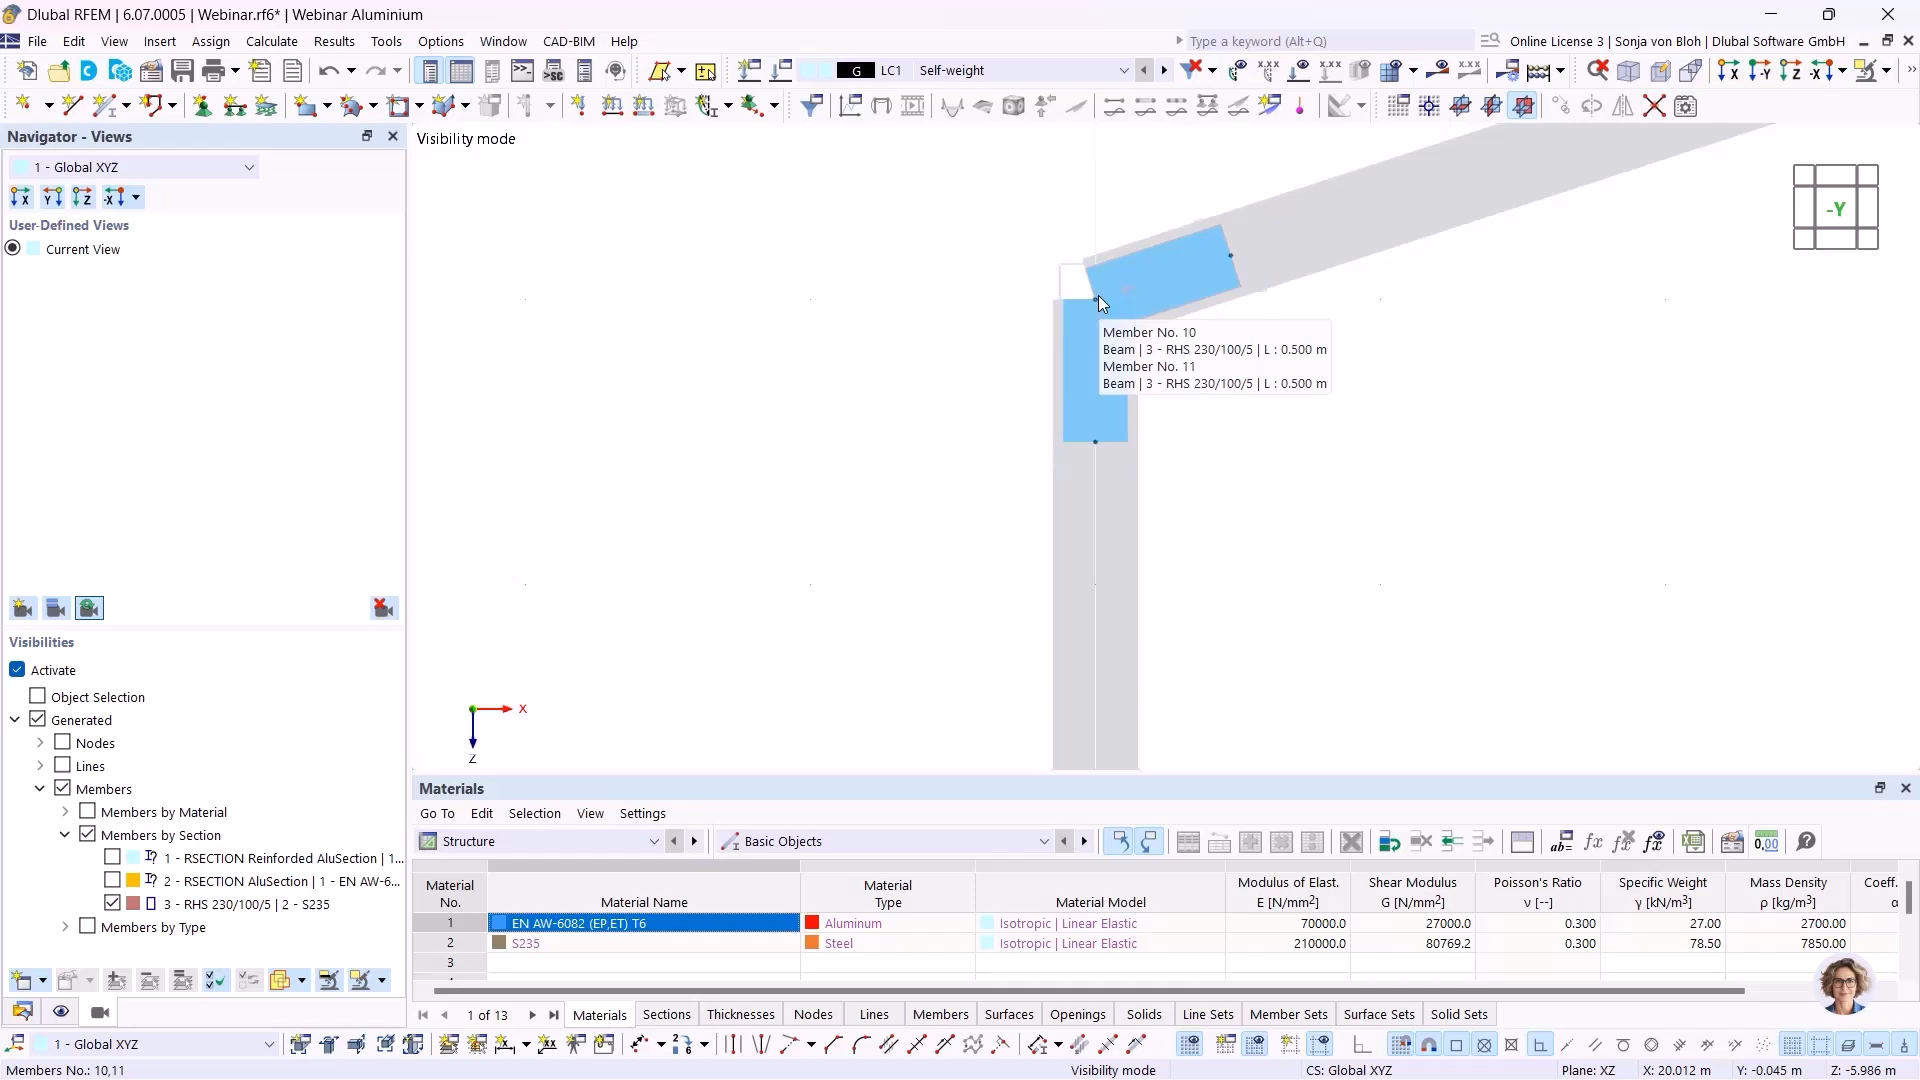 Dlubal RFEM | 6.07.0005 | Webinar.rf6* | Webinar Aluminium
File Edit View Insert Assign Calculate Results Tools Options Window CAD-BIM Help
Type a keyword (Alt+Q)
Online License 3 | Sonja von Bloh | Dlubal Software GmbH
G LC1 Self-weight
Navigator - Views
1 - Global XYZ
User-Defined Views
Current View
Visibility mode
-Y
Member No. 10
Beam | 3 - RHS 230/100/5 | L : 0.500 m
Member No. 11
Beam | 3 - RHS 230/100/5 | L : 0.500 m
X
Z
Visibilities
Activate
Object Selection
Generated
Nodes
Lines
Members
Members by Material
Members by Section
1 - RSECTION Reinforded AluSection | 1...
2 - RSECTION AluSection | 1 - EN AW-6...
3 - RHS 230/100/5 | 2 - S235
Members by Type
Materials
Go To Edit Selection View Settings
Structure
Basic Objects
Material No. Material Name Material Type Material Model Modulus of Elast. E [N/mm2] Shear Modulus G [N/mm2] Poisson's Ratio ν [--] Specific Weight γ [kN/m3] Mass Density ρ [kg/m3] Coeff. α
1 EN AW-6082 (EP,ET) T6 Aluminum Isotropic | Linear Elastic 70000.0 27000.0 0.300 27.00 2700.00
2 S235 Steel Isotropic | Linear Elastic 210000.0 80769.2 0.300 78.50 7850.00
3
1 of 13
Materials Sections Thicknesses Nodes Lines Members Surfaces Openings Solids Line Sets Member Sets Surface Sets Solid Sets
1 - Global XYZ
Members No.: 10,11
Visibility mode
CS: Global XYZ
Plane: XZ
X: 20.012 m
Y: -0.045 m
Z: -5.986 m